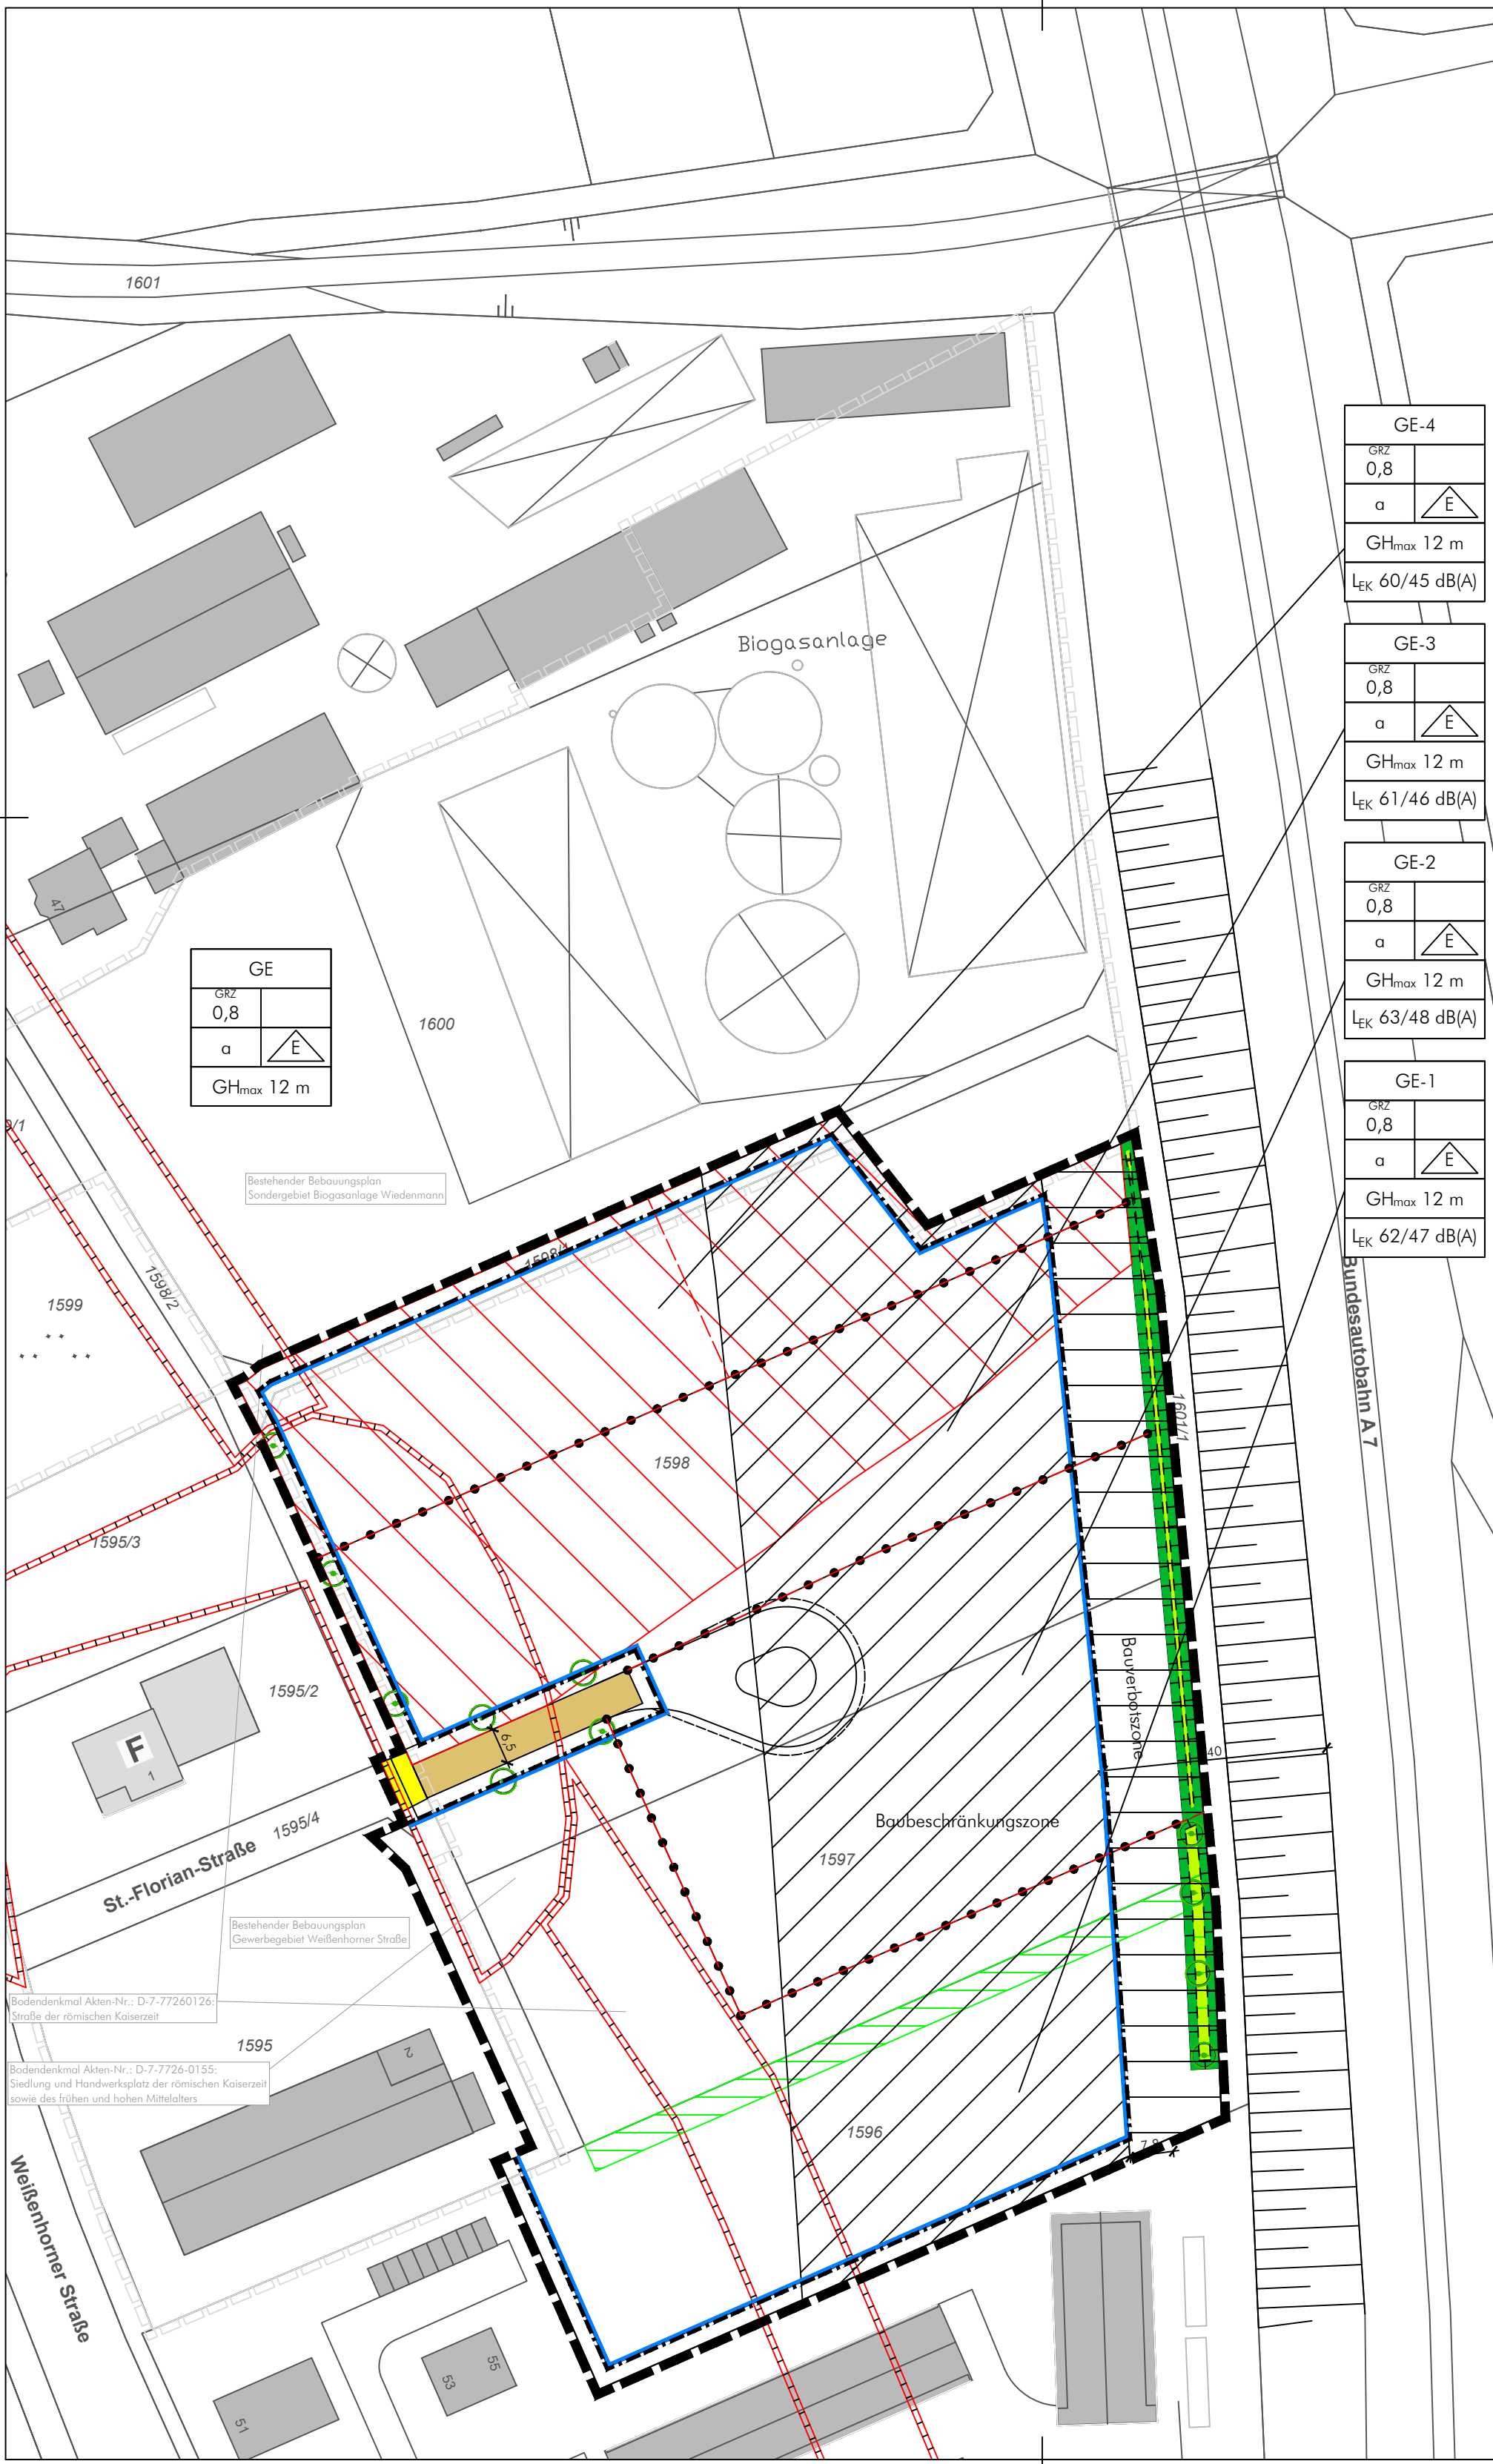 1601
GE-4
GRZ
0,8
a
E
GHmax 12 m
LEK 60/45 dB(A)
GE-3
GRZ
0,8
a
E
GHmax 12 m
LEK 61/46 dB(A)
Biogasanlage
GE-2
GRZ
0,8
a
E
GHmax 12 m
LEK 63/48 dB(A)
47
GE
GRZ
0,8
a
E
GHmax 12 m
1600
GE-1
GRZ
0,8
a
E
GHmax 12 m
LEK 62/47 dB(A)
Bestehender Bebauungsplan
Sondergebiet Biogasanlage Wiedenmann
1598/2
1599
Bundesautobahn A 7
1601/1
1598
1595/3
1595/2
F
1
6,5
Bauverbotszone
40
1595/4
St.-Florian-Straße
Baubeschränkungszone
1597
Bestehender Bebauungsplan
Gewerbegebiet Weißenhorner Straße
Bodendenkmal Akten-Nr.: D-7-77260126:
Straße der römischen Kaiserzeit
1595
2
Bodendenkmal Akten-Nr.: D-7-7726-0155:
Siedlung und Handwerksplatz der römischen Kaiserzeit
sowie des frühen und hohen Mittelalters
1596
7,8
Weißenhorner Straße
53
55
51